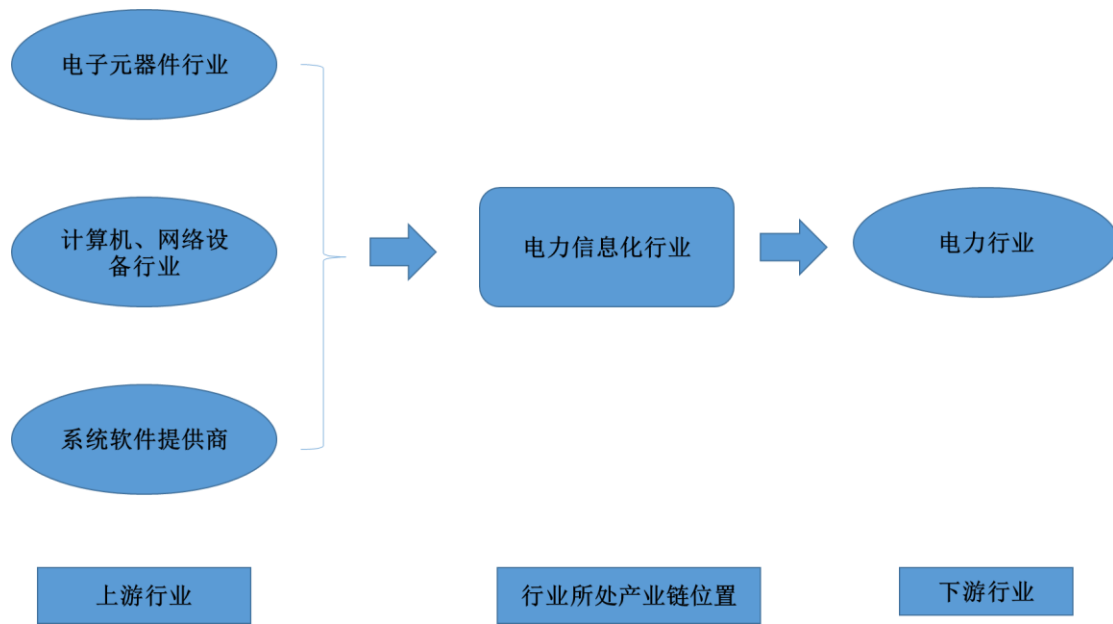 电子元器件行业
计算机、网络设
备行业
电力信息化行业
电力行业
系统软件提供商
上游行业
行业所处产业链位置
下游行业